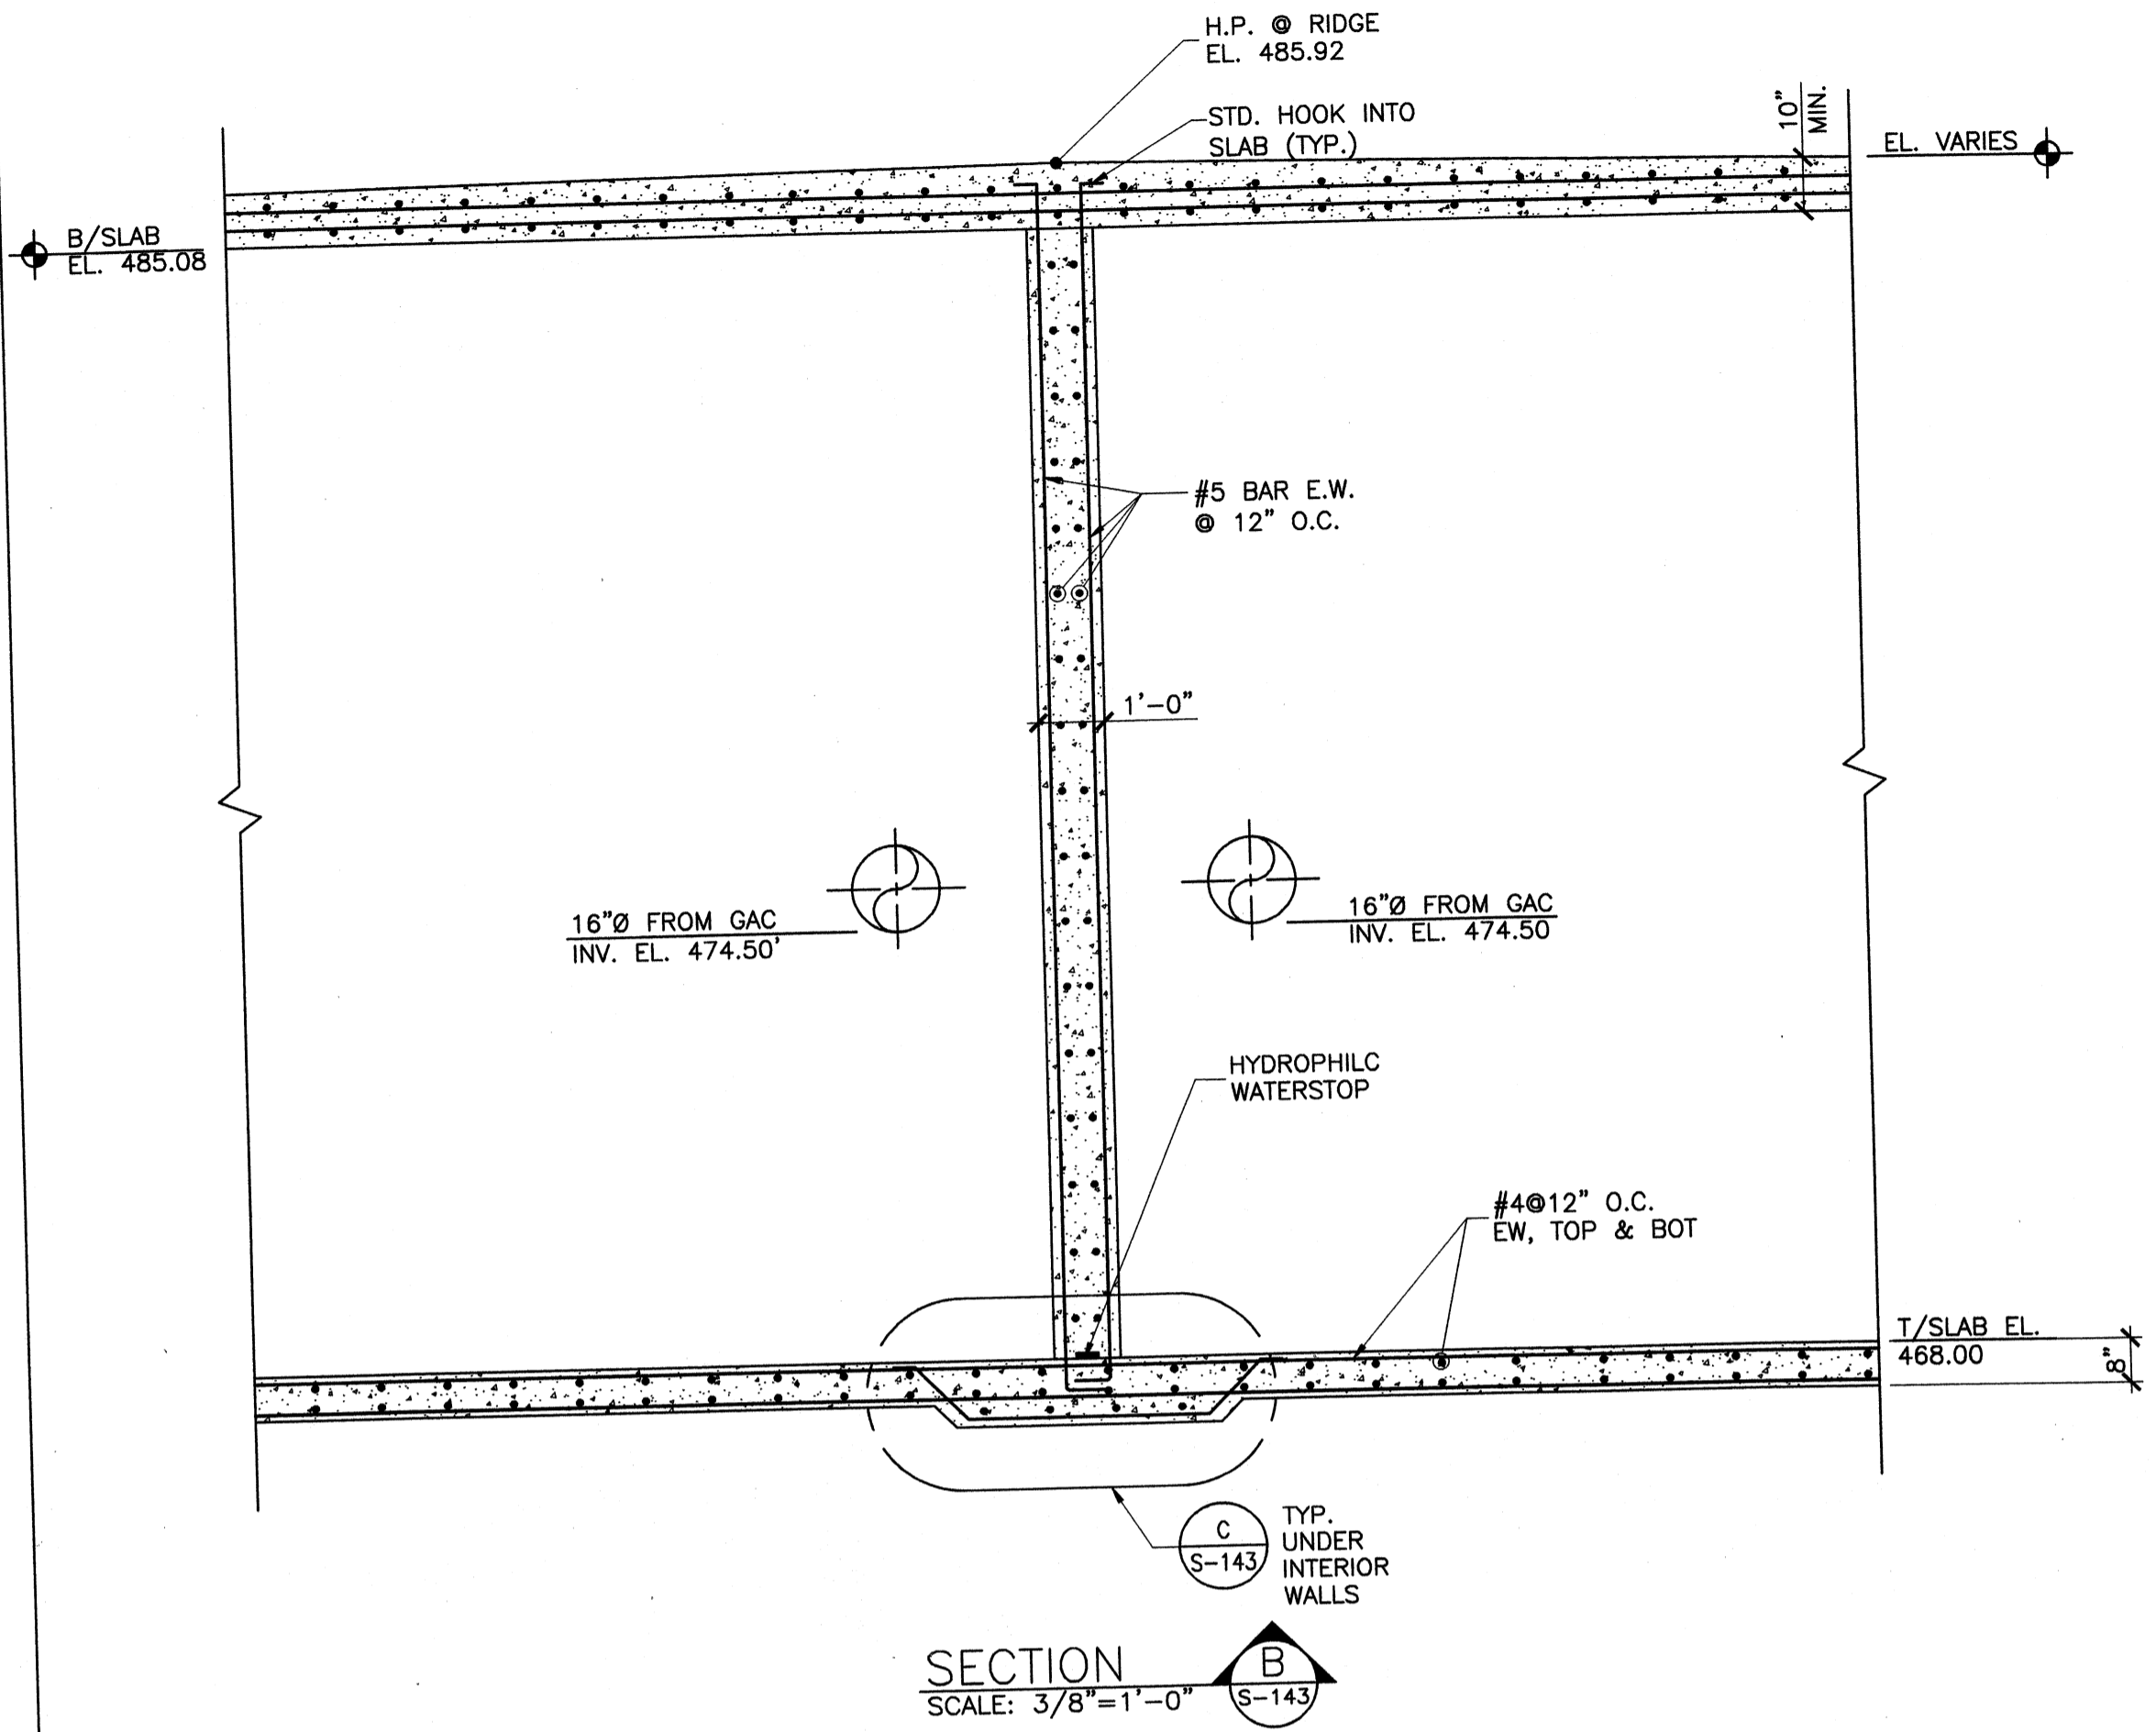 H.P. @ RIDGE
EL. 485.92
STD. HOOK INTO
SLAB (TYP.)
10"
MIN.
EL. VARIES
B/SLAB
EL. 485.08
#5 BAR E.W.
@ 12" O.C.
1'-0"
16"Ø FROM GAC
INV. EL. 474.50'
16"Ø FROM GAC
INV. EL. 474.50
HYDROPHILC
WATERSTOP
#4@12" O.C.
EW, TOP & BOT
T/SLAB EL.
468.00
8"
C
S-143
TYP.
UNDER
INTERIOR
WALLS
SECTION
SCALE: 3/8"=1'-0"
B
S-143